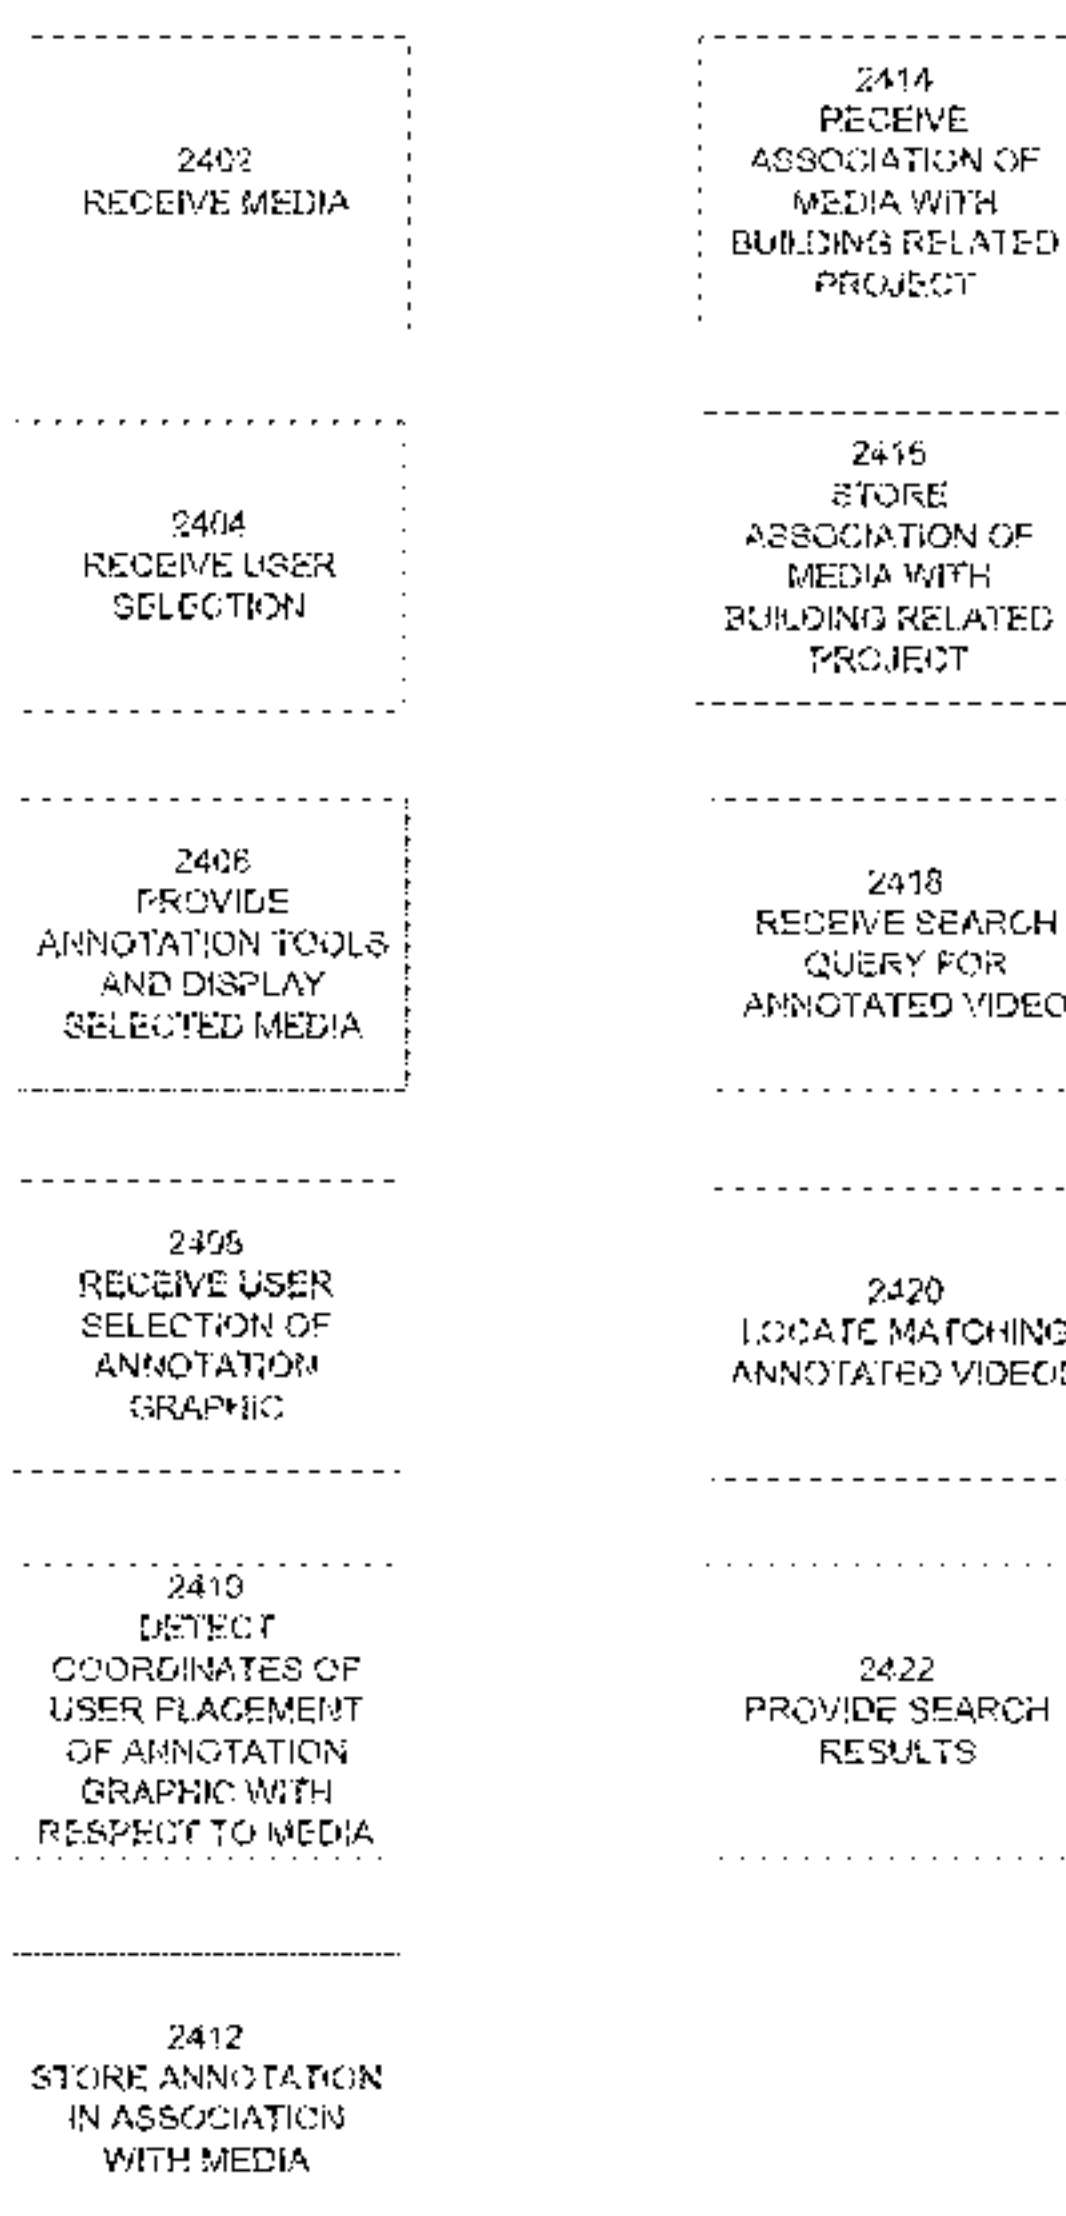 2402
RECEIVE MEDIA
2404
RECEIVE USER
SELECTION
2406
PROVIDE
ANNOTATION TOOLS
AND DISPLAY
SELECTED MEDIA
2408
RECEIVE USER
SELECTION OF
ANNOTATION
GRAPHIC
2410
DETECT
COORDINATES OF
USER PLACEMENT
OF ANNOTATION
GRAPHIC WITH
RESPECT TO MEDIA
2412
STORE ANNOTATION
IN ASSOCIATION
WITH MEDIA
2414
RECEIVE
ASSOCIATION OF
MEDIA WITH
BUILDING RELATED
PROJECT
2416
STORE
ASSOCIATION OF
MEDIA WITH
BUILDING RELATED
PROJECT
2418
RECEIVE SEARCH
QUERY FOR
ANNOTATED VIDEO
2420
LOCATE MATCHING
ANNOTATED VIDEOS
2422
PROVIDE SEARCH
RESULTS